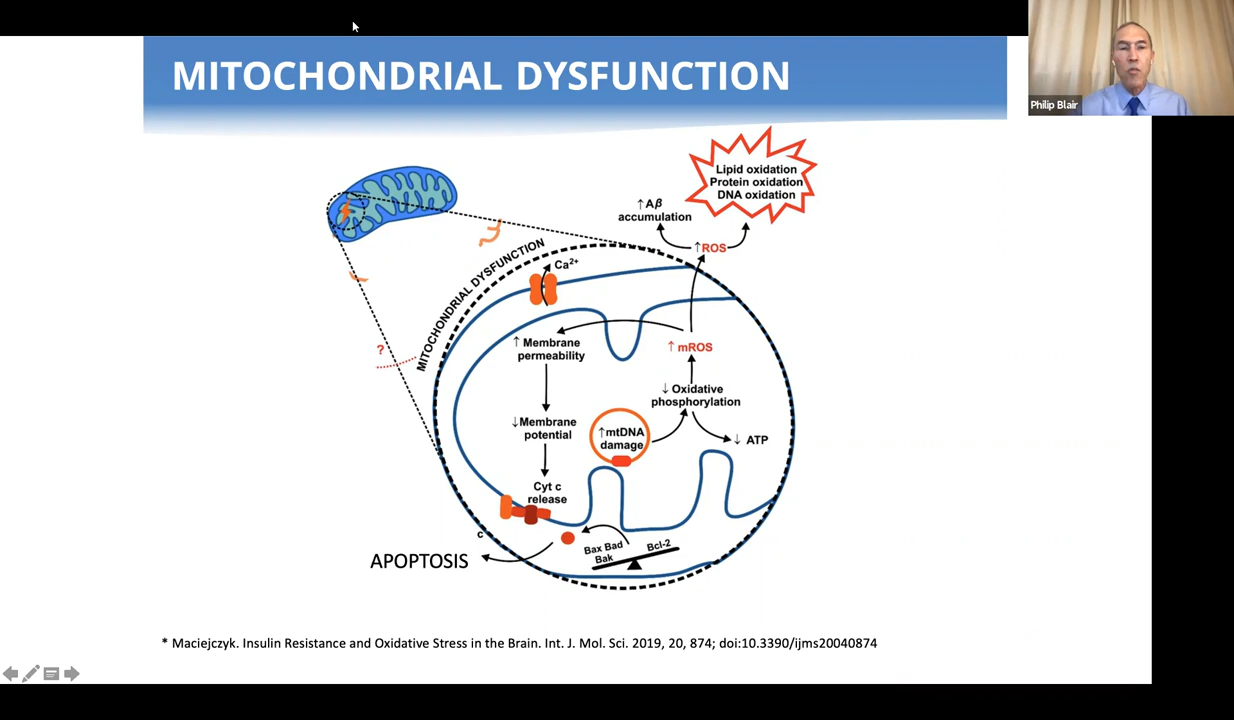 MITOCHONDRIAL DYSFUNCTION
Philip Blair
Lipid oxidation
Protein oxidation
DNA oxidation
↑Aβ
accumulation
↑ROS
MITOCHONDRIAL DYSFUNCTION
Ca²⁺
?
↑ Membrane
permeability
↑ mROS
↓ Oxidative
phosphorylation
↓Membrane
potential
↑mtDNA
damage
↓ ATP
Cyt c
release
c
Bax Bad
Bak
Bcl-2
APOPTOSIS
* Maciejczyk. Insulin Resistance and Oxidative Stress in the Brain. Int. J. Mol. Sci. 2019, 20, 874; doi:10.3390/ijms20040874